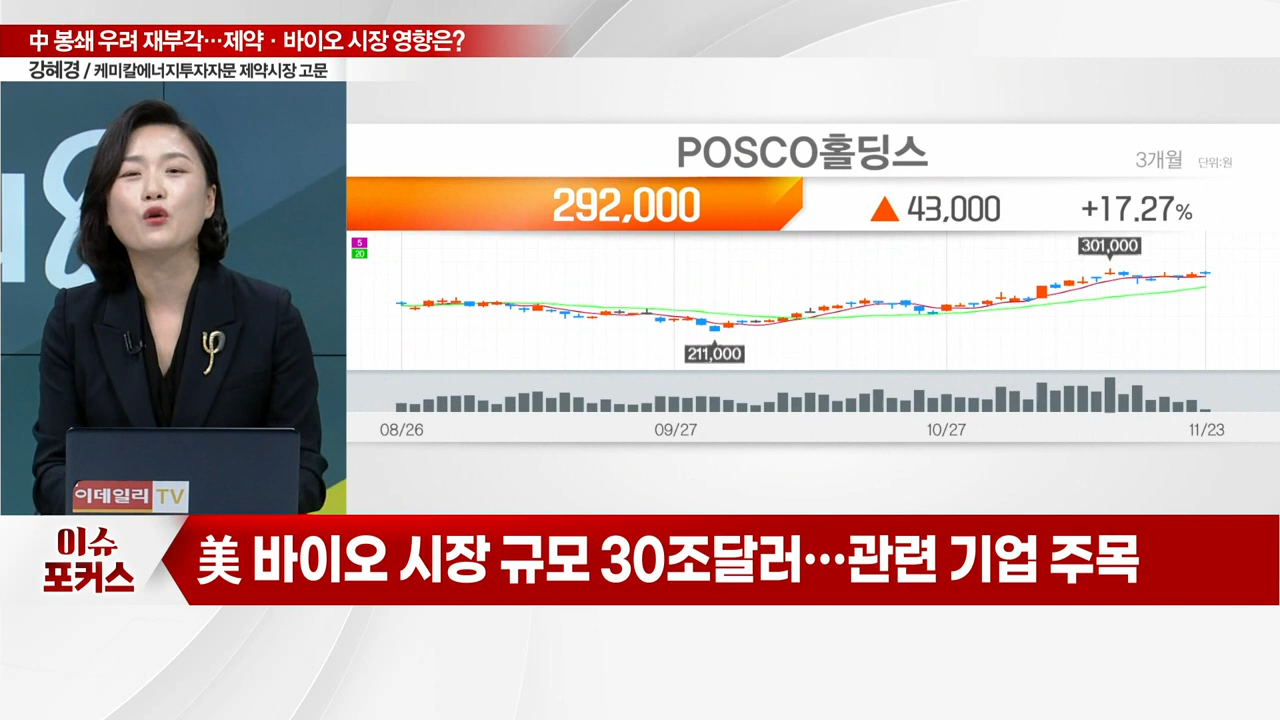 中 봉쇄 우려 재부각…제약·바이오 시장 영향은?
강혜경 / 케미칼에너지투자자문 제약시장 고문
POSCO홀딩스
3개월 단위:원
292,000 ▲ 43,000 +17.27%
5
20
301,000
211,000
08/26 09/27 10/27 11/23
이데일리TV
이슈
포커스
美 바이오 시장 규모 30조달러…관련 기업 주목